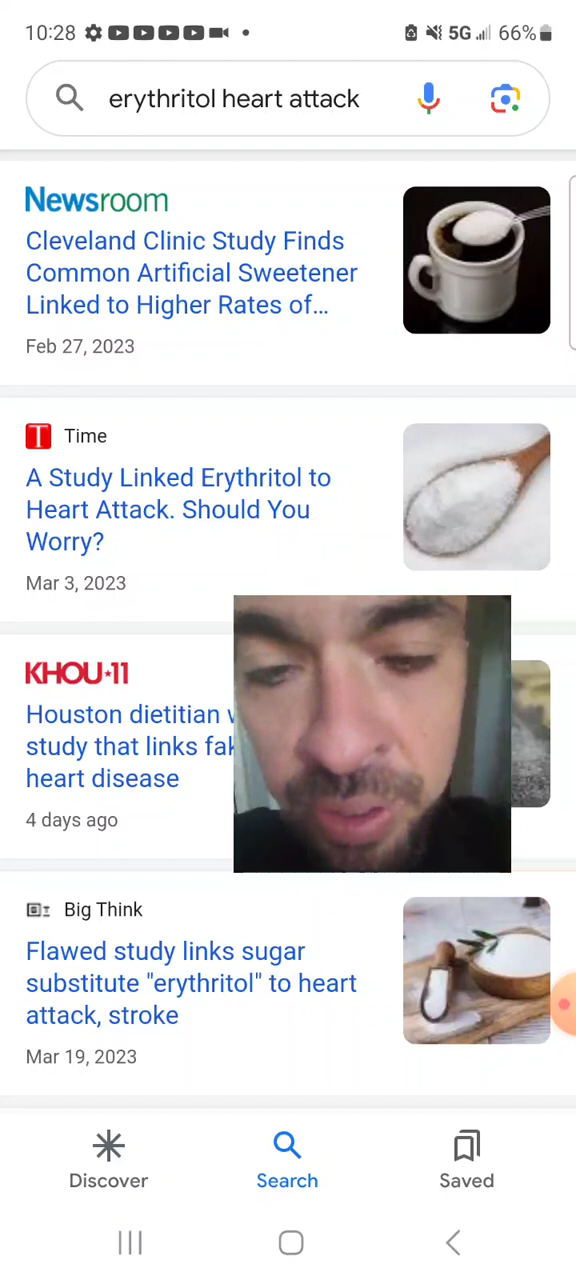 10:28
5G
66%
erythritol heart attack
Newsroom
Cleveland Clinic Study Finds
Common Artificial Sweetener
Linked to Higher Rates of...
Feb 27, 2023
T Time
A Study Linked Erythritol to
Heart Attack. Should You
Worry?
Mar 3, 2023
KHOU★11
Houston dietitian
study that links
heart disease
4 days ago
Big Think
Flawed study links sugar
substitute "erythritol" to heart
attack, stroke
Mar 19, 2023
Discover
Search
Saved